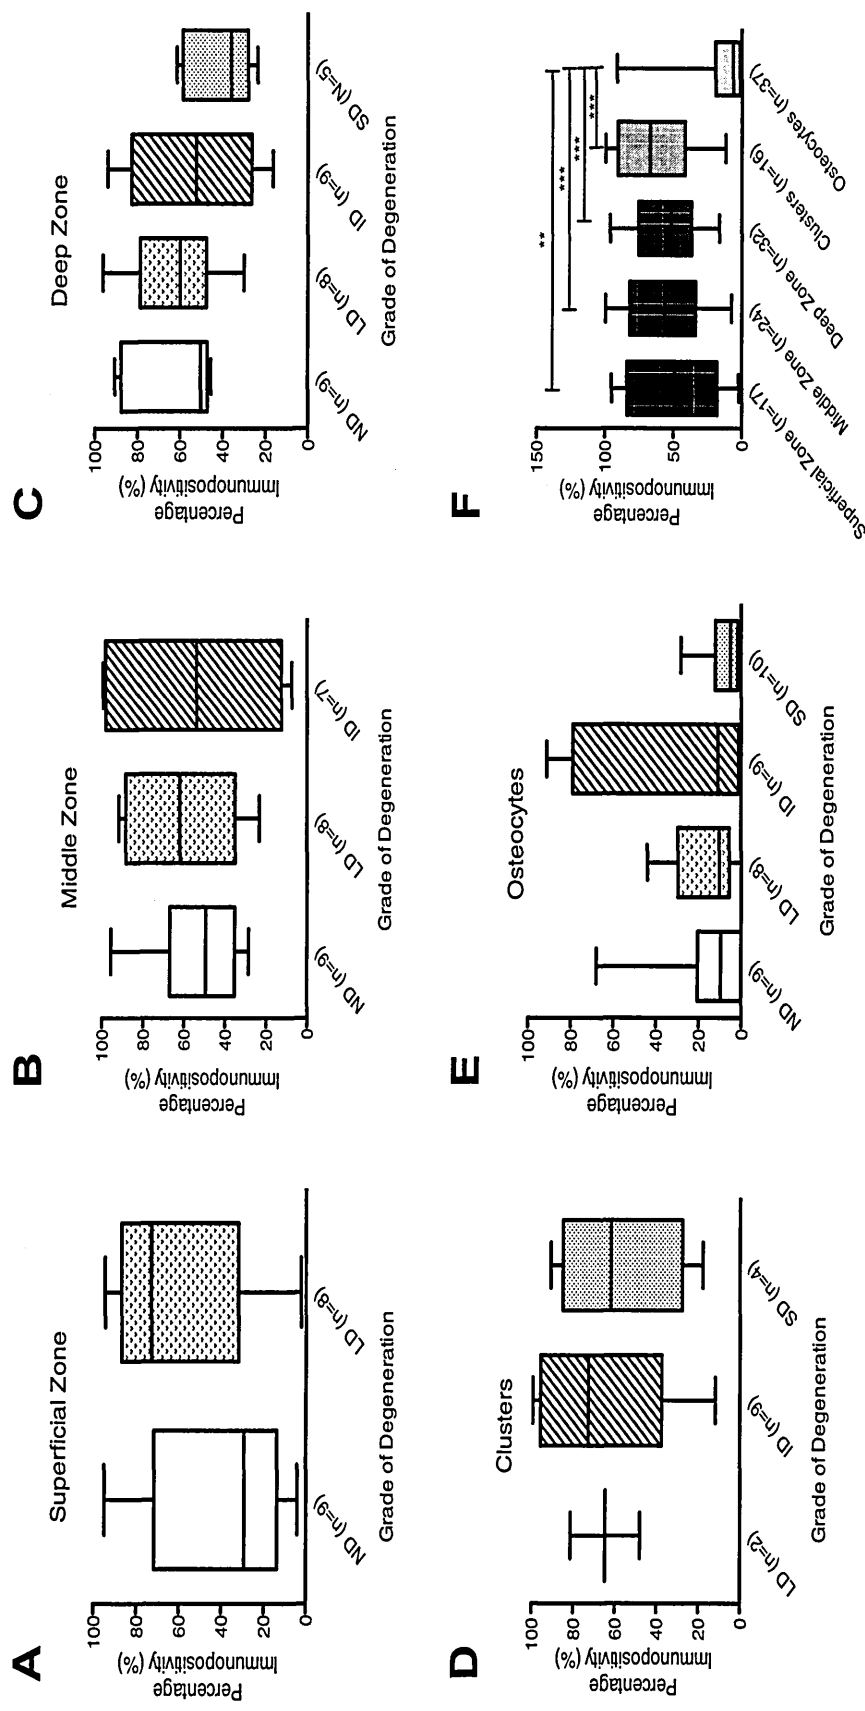 A
Superficial Zone
Percentage
Immunopositivity (%)
100
80
60
40
20
0
ND (n=9)
LD (n=8)
Grade of Degeneration
B
Middle Zone
Percentage
Immunopositivity (%)
100
80
60
40
20
0
ND (n=9)
LD (n=8)
ID (n=7)
Grade of Degeneration
C
Deep Zone
Percentage
Immunopositivity (%)
100
80
60
40
20
0
ND (n=9)
LD (n=8)
ID (n=9)
SD (N=5)
Grade of Degeneration
D
Clusters
Percentage
Immunopositivity (%)
100
80
60
40
20
0
LD (n=2)
ID (n=9)
SD (n=4)
Grade of Degeneration
E
Osteocytes
Percentage
Immunopositivity (%)
100
80
60
40
20
0
ND (n=9)
LD (n=8)
ID (n=9)
SD (n=10)
Grade of Degeneration
F
Percentage
Immunopositivity (%)
150
100
50
0
**
***
***
***
Superficial Zone (n=17)
Middle Zone (n=24)
Deep Zone (n=32)
Clusters (n=16)
Osteocytes (n=37)